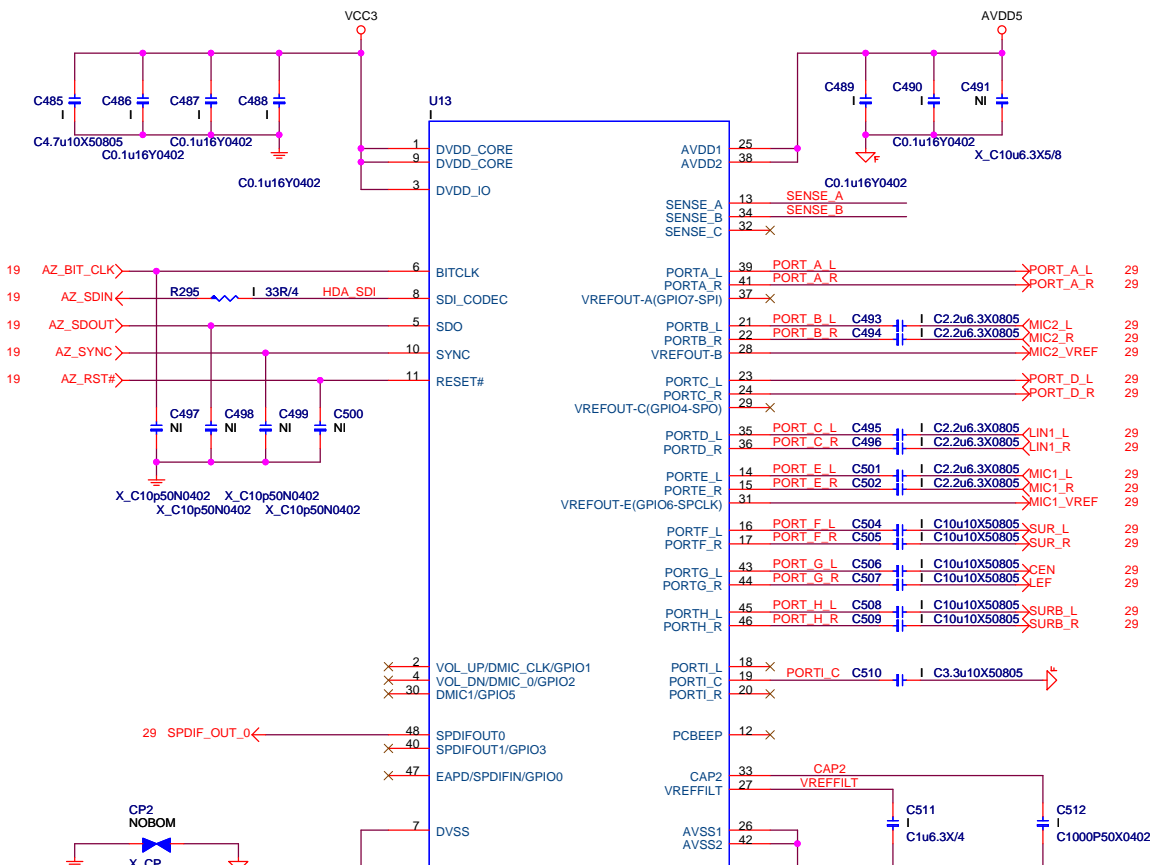 VCC3
AVDD5
C485
I
C486
I
C487
I
C488
I
C4.7u10X50805
C0.1u16Y0402
C0.1u16Y0402
C0.1u16Y0402
C489
I
C490
I
C491
NI
C0.1u16Y0402
X_C10u6.3X5/8
C0.1u16Y0402
U13
I
1 DVDD_CORE
9 DVDD_CORE
3 DVDD_IO
19 AZ_BIT_CLK 6 BITCLK
19 AZ_SDIN R295 I 33R/4 HDA_SDI 8 SDI_CODEC
19 AZ_SDOUT 5 SDO
19 AZ_SYNC 10 SYNC
19 AZ_RST# 11 RESET#
C497
NI
C498
NI
C499
NI
C500
NI
X_C10p50N0402 X_C10p50N0402
X_C10p50N0402 X_C10p50N0402
2 VOL_UP/DMIC_CLK/GPIO1
4 VOL_DN/DMIC_0/GPIO2
30 DMIC1/GPIO5
29 SPDIF_OUT_0 48 SPDIFOUT0
40 SPDIFOUT1/GPIO3
47 EAPD/SPDIFIN/GPIO0
7 DVSS
CP2
NOBOM
X_CP
AVDD1 25
AVDD2 38
SENSE_A 13 SENSE_A
SENSE_B 34 SENSE_B
SENSE_C 32
PORTA_L 39 PORT_A_L PORT_A_L 29
PORTA_R 41 PORT_A_R PORT_A_R 29
VREFOUT-A(GPIO7-SPI) 37
PORTB_L 21 PORT_B_L C493 I C2.2u6.3X0805 MIC2_L 29
PORTB_R 22 PORT_B_R C494 I C2.2u6.3X0805 MIC2_R 29
VREFOUT-B 28 MIC2_VREF 29
PORTC_L 23 PORT_D_L 29
PORTC_R 24 PORT_D_R 29
VREFOUT-C(GPIO4-SPO) 29
PORTD_L 35 PORT_C_L C495 I C2.2u6.3X0805 LIN1_L 29
PORTD_R 36 PORT_C_R C496 I C2.2u6.3X0805 LIN1_R 29
PORTE_L 14 PORT_E_L C501 I C2.2u6.3X0805 MIC1_L 29
PORTE_R 15 PORT_E_R C502 I C2.2u6.3X0805 MIC1_R 29
VREFOUT-E(GPIO6-SPCLK) 31 MIC1_VREF 29
PORTF_L 16 PORT_F_L C504 I C10u10X50805 SUR_L 29
PORTF_R 17 PORT_F_R C505 I C10u10X50805 SUR_R 29
PORTG_L 43 PORT_G_L C506 I C10u10X50805 CEN 29
PORTG_R 44 PORT_G_R C507 I C10u10X50805 LEF 29
PORTH_L 45 PORT_H_L C508 I C10u10X50805 SURB_L 29
PORTH_R 46 PORT_H_R C509 I C10u10X50805 SURB_R 29
PORTI_L 18
PORTI_C 19 PORTI_C C510 I C3.3u10X50805
PORTI_R 20
PCBEEP 12
CAP2 33 CAP2
VREFFILT 27 VREFFILT
AVSS1 26
AVSS2 42
C511
I
C1u6.3X/4
C512
I
C1000P50X0402
F
F